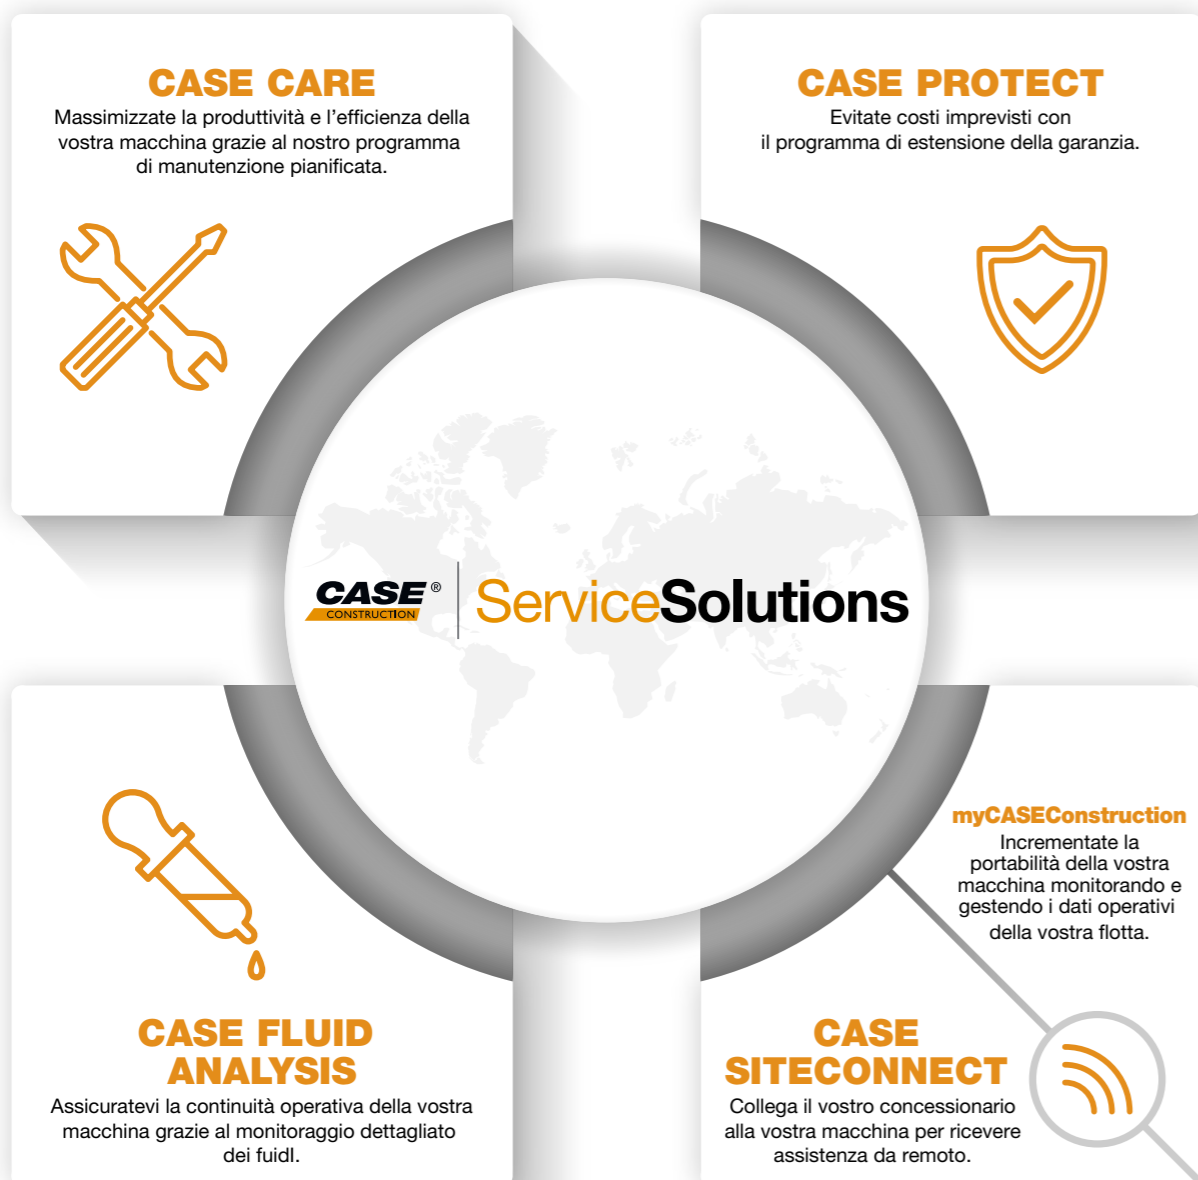 CASE CARE
Massimizzate la produttività e l'efficienza della
vostra macchina grazie al nostro programma
di manutenzione pianificata.
CASE PROTECT
Evitate costi imprevisti con
il programma di estensione della garanzia.
CASE ®
CONSTRUCTION
ServiceSolutions
CASE FLUID
ANALYSIS
Assicuratevi la continuità operativa della vostra
macchina grazie al monitoraggio dettagliato
dei fuidI.
myCASEConstruction
Incrementate la
portabilità della vostra
macchina monitorando e
gestendo i dati operativi
della vostra flotta.
CASE
SITECONNECT
Collega il vostro concessionario
alla vostra macchina per ricevere
assistenza da remoto.